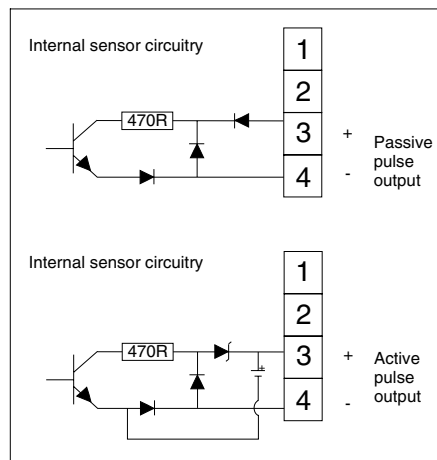 Internal sensor circuitry
1
2
470R
3
+
Passive
pulse
output
4
-
Internal sensor circuitry
1
2
470R
3
+
Active
pulse
output
+
4
-